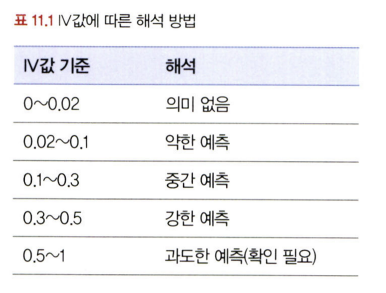 표 11.1 IV값에 따른 해석 방법
IV값 기준 해석
0~0.02 의미 없음
0.02~0.1 약한 예측
0.1~0.3 중간 예측
0.3~0.5 강한 예측
0.5~1 과도한 예측(확인 필요)